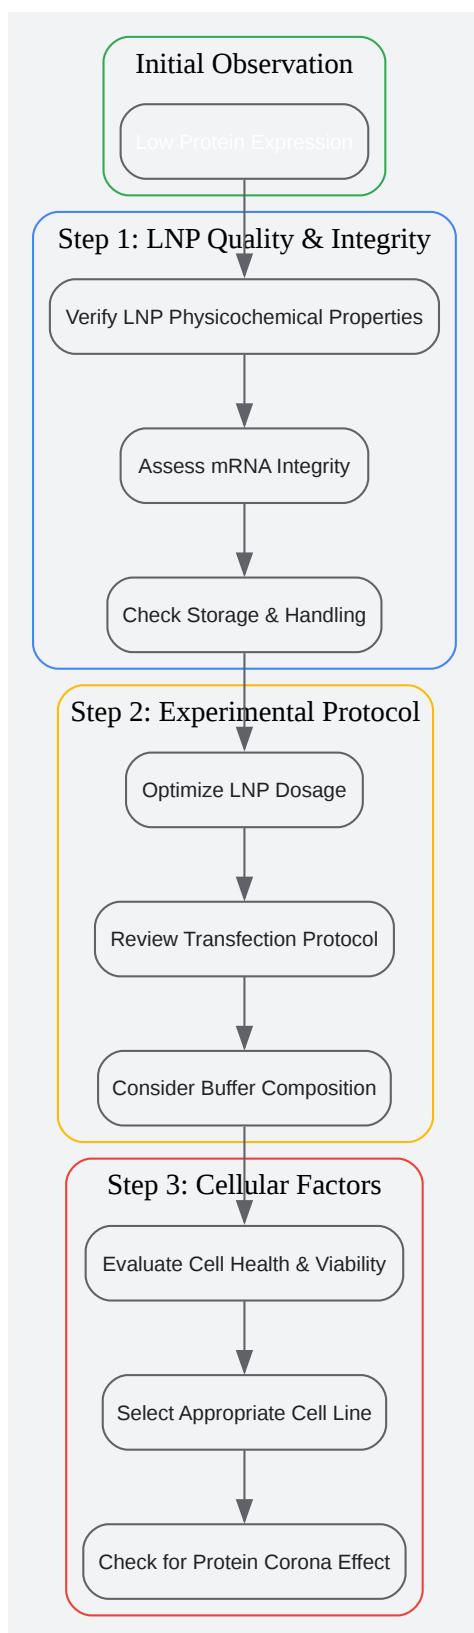 Initial Observation
Low Protein Expression
Step 1: LNP Quality & Integrity
Verify LNP Physicochemical Properties
Assess mRNA Integrity
Check Storage & Handling
Step 2: Experimental Protocol
Optimize LNP Dosage
Review Transfection Protocol
Consider Buffer Composition
Step 3: Cellular Factors
Evaluate Cell Health & Viability
Select Appropriate Cell Line
Check for Protein Corona Effect